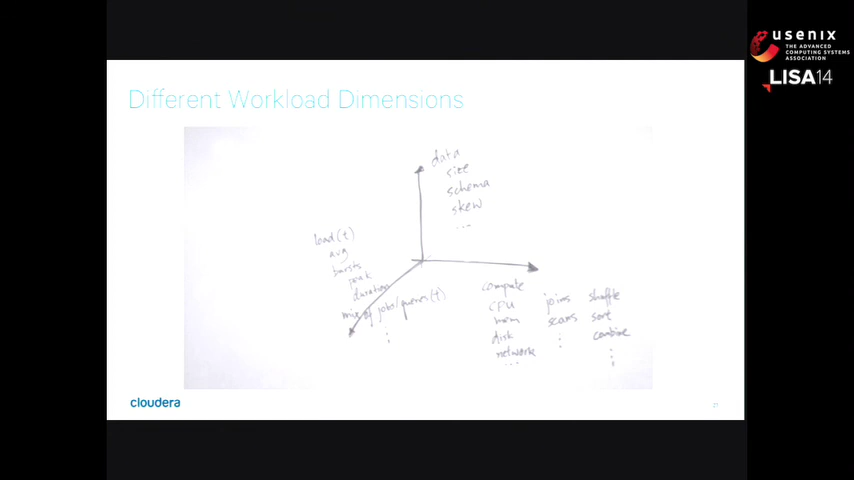 usenix
THE ADVANCED
COMPUTING SYSTEMS
ASSOCIATION
LISA14
Different Workload Dimensions
data
size
schema
skew
...
load(t)
avg
bursts
peak
duration
mix of jobs/queries(t)
⋮
compute
CPU
mem
disk
network
...
joins
scans
⋮
shuffle
sort
combine
⋮
cloudera
21